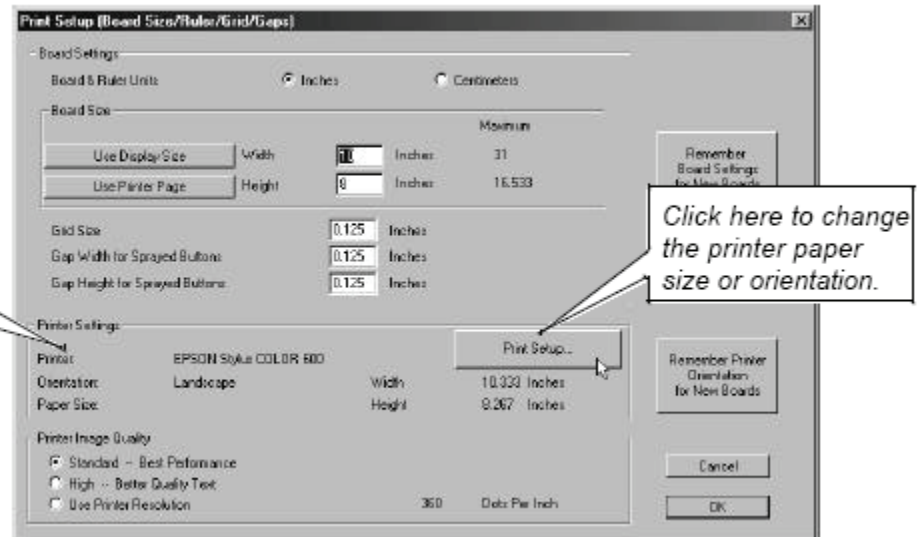 Print Setup (Board Size/Ruler/Grid/Gaps)
Board Settings
Board & Ruler Units Inches Centimeters
Board Size
Maximum
Use Display Size Width 10 Inches 31
Use Printer Page Height 8 Inches 16.533
Remember
Board Settings
for New Boards
Grid Size 0.125 Inches
Gap Width for Sprayed Buttons 0.125 Inches
Gap Height for Sprayed Buttons 0.125 Inches
Click here to change
the printer paper
size or orientation.
Printer Settings
Print Setup...
Printer: EPSON Stylus COLOR 600
Orientation: Landscape Width 10.333 Inches
Paper Size: Height 8.267 Inches
Remember Printer
Orientation
for New Boards
Printer Image Quality
Standard -- Best Performance
High -- Better Quality Text
Use Printer Resolution 360 Dots Per Inch
Cancel
OK